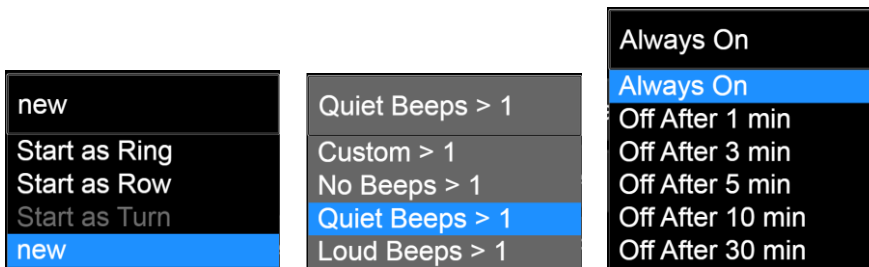 new
Start as Ring
Start as Row
Start as Turn
new
Quiet Beeps > 1
Custom > 1
No Beeps > 1
Quiet Beeps > 1
Loud Beeps > 1
Always On
Always On
Off After 1 min
Off After 3 min
Off After 5 min
Off After 10 min
Off After 30 min